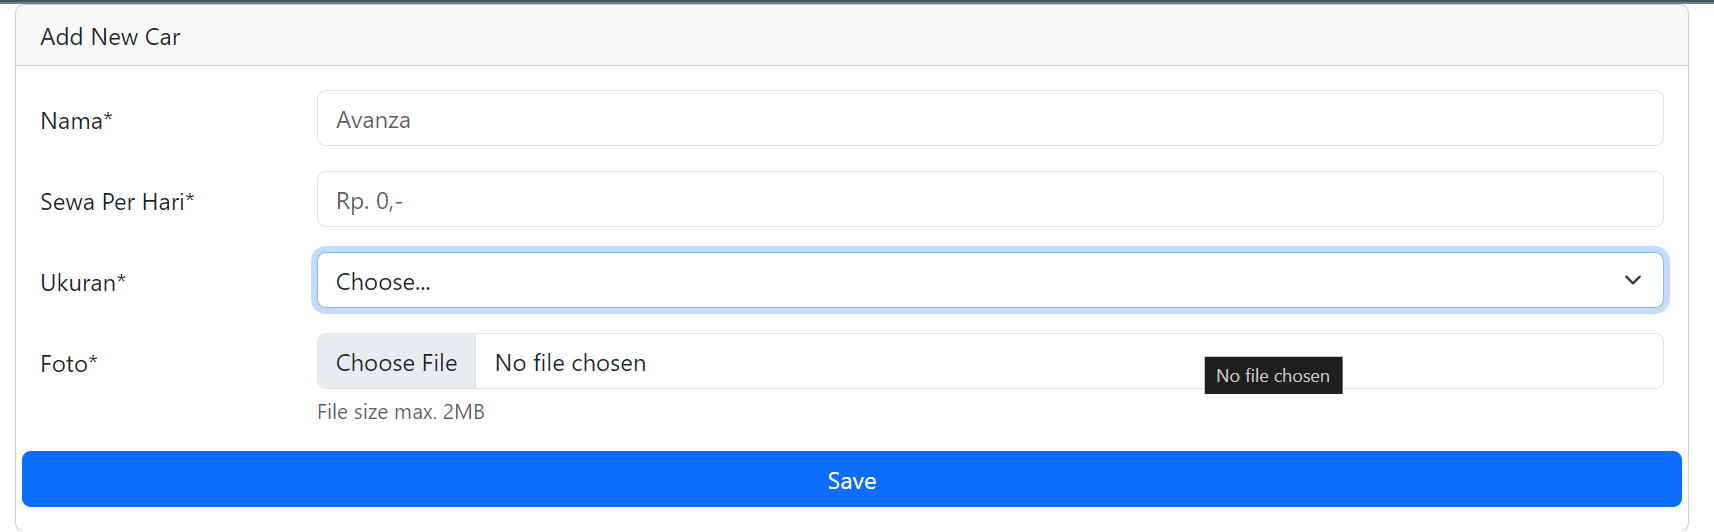 Add New Car
Nama*
Avanza
Sewa Per Hari*
Rp. 0,-
Ukuran*
Choose...
Foto*
Choose File
No file chosen
No file chosen
File size max. 2MB
Save